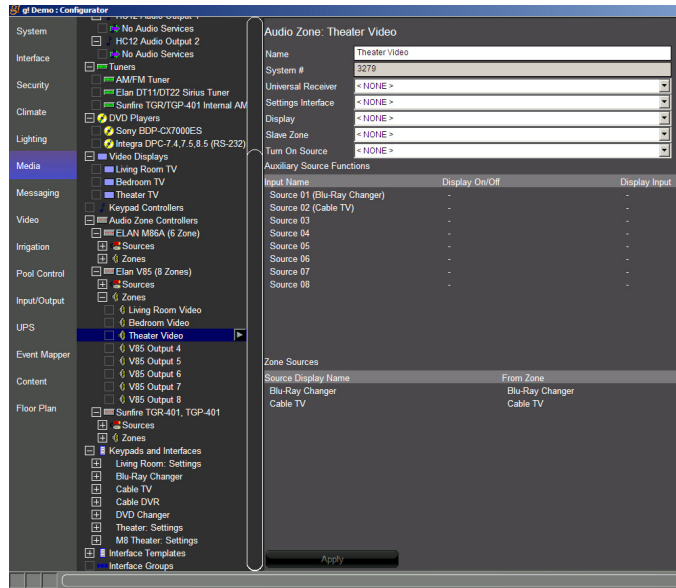 g! Demo : Configurator
System
Interface
Security
Climate
Lighting
Media
Messaging
Video
Irrigation
Pool Control
Input/Output
UPS
Event Mapper
Content
Floor Plan
No Audio Services
HC12 Audio Output 2
No Audio Services
Tuners
AM/FM Tuner
Elan DT11/DT22 Sirius Tuner
Sunfire TGR/TGP-401 Internal AM
DVD Players
Sony BDP-CX7000ES
Integra DPC-7.4,7.5,8.5 (RS-232)
Video Displays
Living Room TV
Bedroom TV
Theater TV
Keypad Controllers
Audio Zone Controllers
ELAN M86A (6 Zone)
Sources
Zones
Elan V85 (8 Zones)
Sources
Zones
Living Room Video
Bedroom Video
Theater Video
V85 Output 4
V85 Output 5
V85 Output 6
V85 Output 7
V85 Output 8
Sunfire TGR-401, TGP-401
Sources
Zones
Keypads and Interfaces
Living Room: Settings
Blu-Ray Changer
Cable TV
Cable DVR
DVD Changer
Theater: Settings
M8 Theater: Settings
Interface Templates
Interface Groups
Audio Zone: Theater Video
Name Theater Video
System # 3279
Universal Receiver < NONE >
Settings Interface < NONE >
Display < NONE >
Slave Zone < NONE >
Turn On Source < NONE >
Auxiliary Source Functions
Input Name Display On/Off Display Input
Source 01 (Blu-Ray Changer) - -
Source 02 (Cable TV) - -
Source 03 - -
Source 04 - -
Source 05 - -
Source 06 - -
Source 07 - -
Source 08 - -
Zone Sources
Source Display Name From Zone
Blu-Ray Changer Blu-Ray Changer
Cable TV Cable TV
Apply